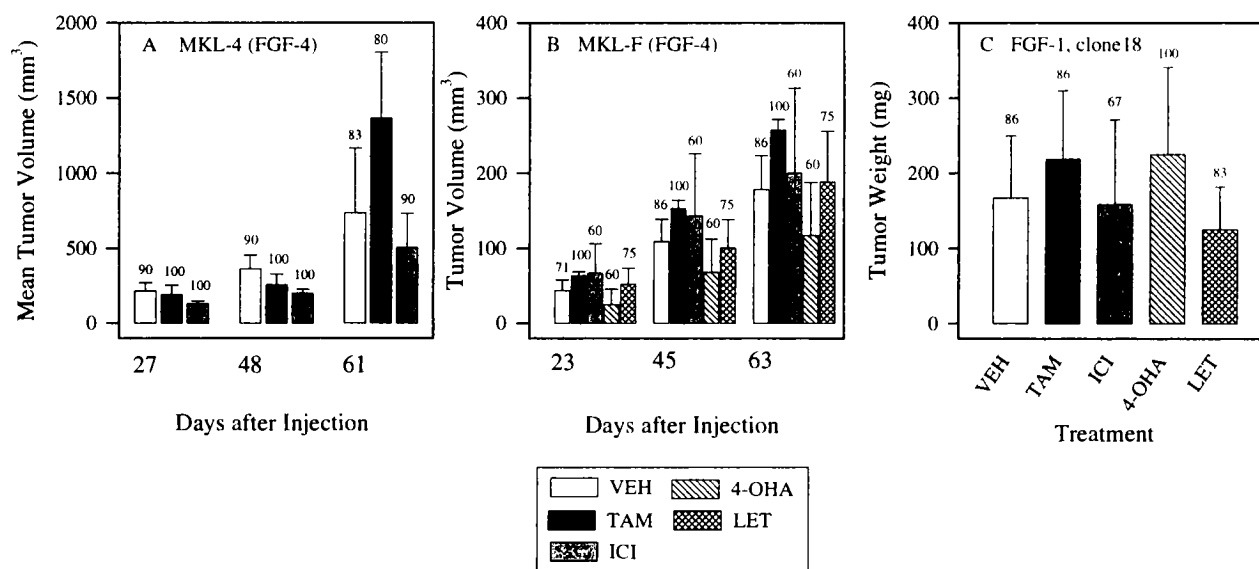 A MKL-4 (FGF-4)
Mean Tumor Volume (mm³)
2000
1500
1000
500
0
90
100
100
90
100
100
83
80
90
27
48
61
Days after Injection
B MKL-F (FGF-4)
Tumor Volume (mm³)
400
300
200
100
0
71
100
60
60
75
86
100
60
60
75
86
100
60
60
75
23
45
63
Days after Injection
C FGF-1, clone18
Tumor Weight (mg)
400
300
200
100
0
86
86
67
100
83
VEH
TAM
ICI
4-OHA
LET
Treatment
VEH
4-OHA
TAM
LET
ICI